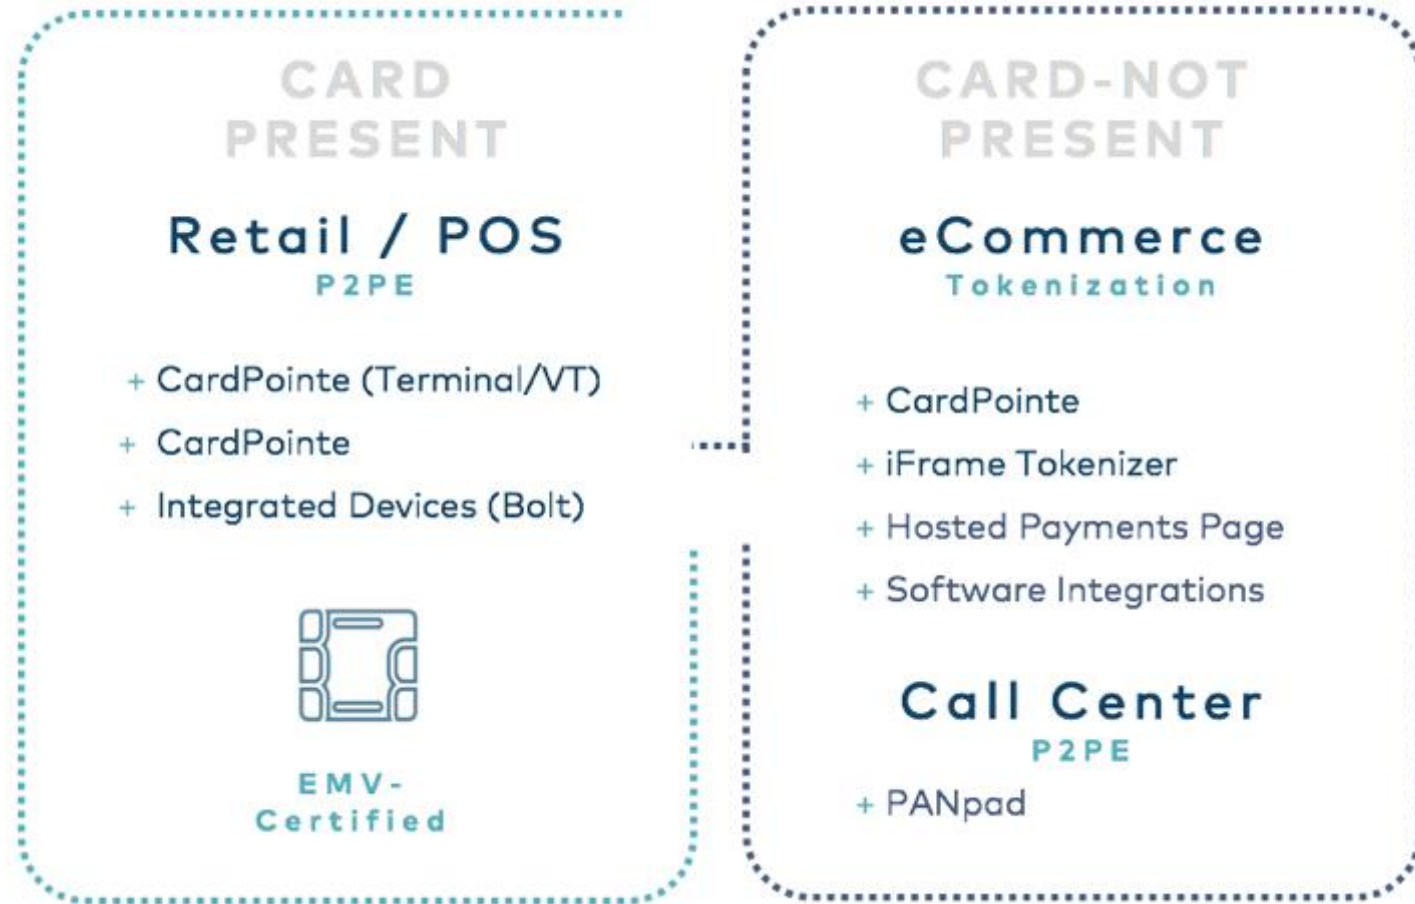 CARD
PRESENT
Retail / POS
P2PE
+ CardPointe (Terminal/VT)
+ CardPointe
+ Integrated Devices (Bolt)
EMV-
Certified
CARD-NOT
PRESENT
eCommerce
Tokenization
+ CardPointe
+ iFrame Tokenizer
+ Hosted Payments Page
+ Software Integrations
Call Center
P2PE
+ PANpad